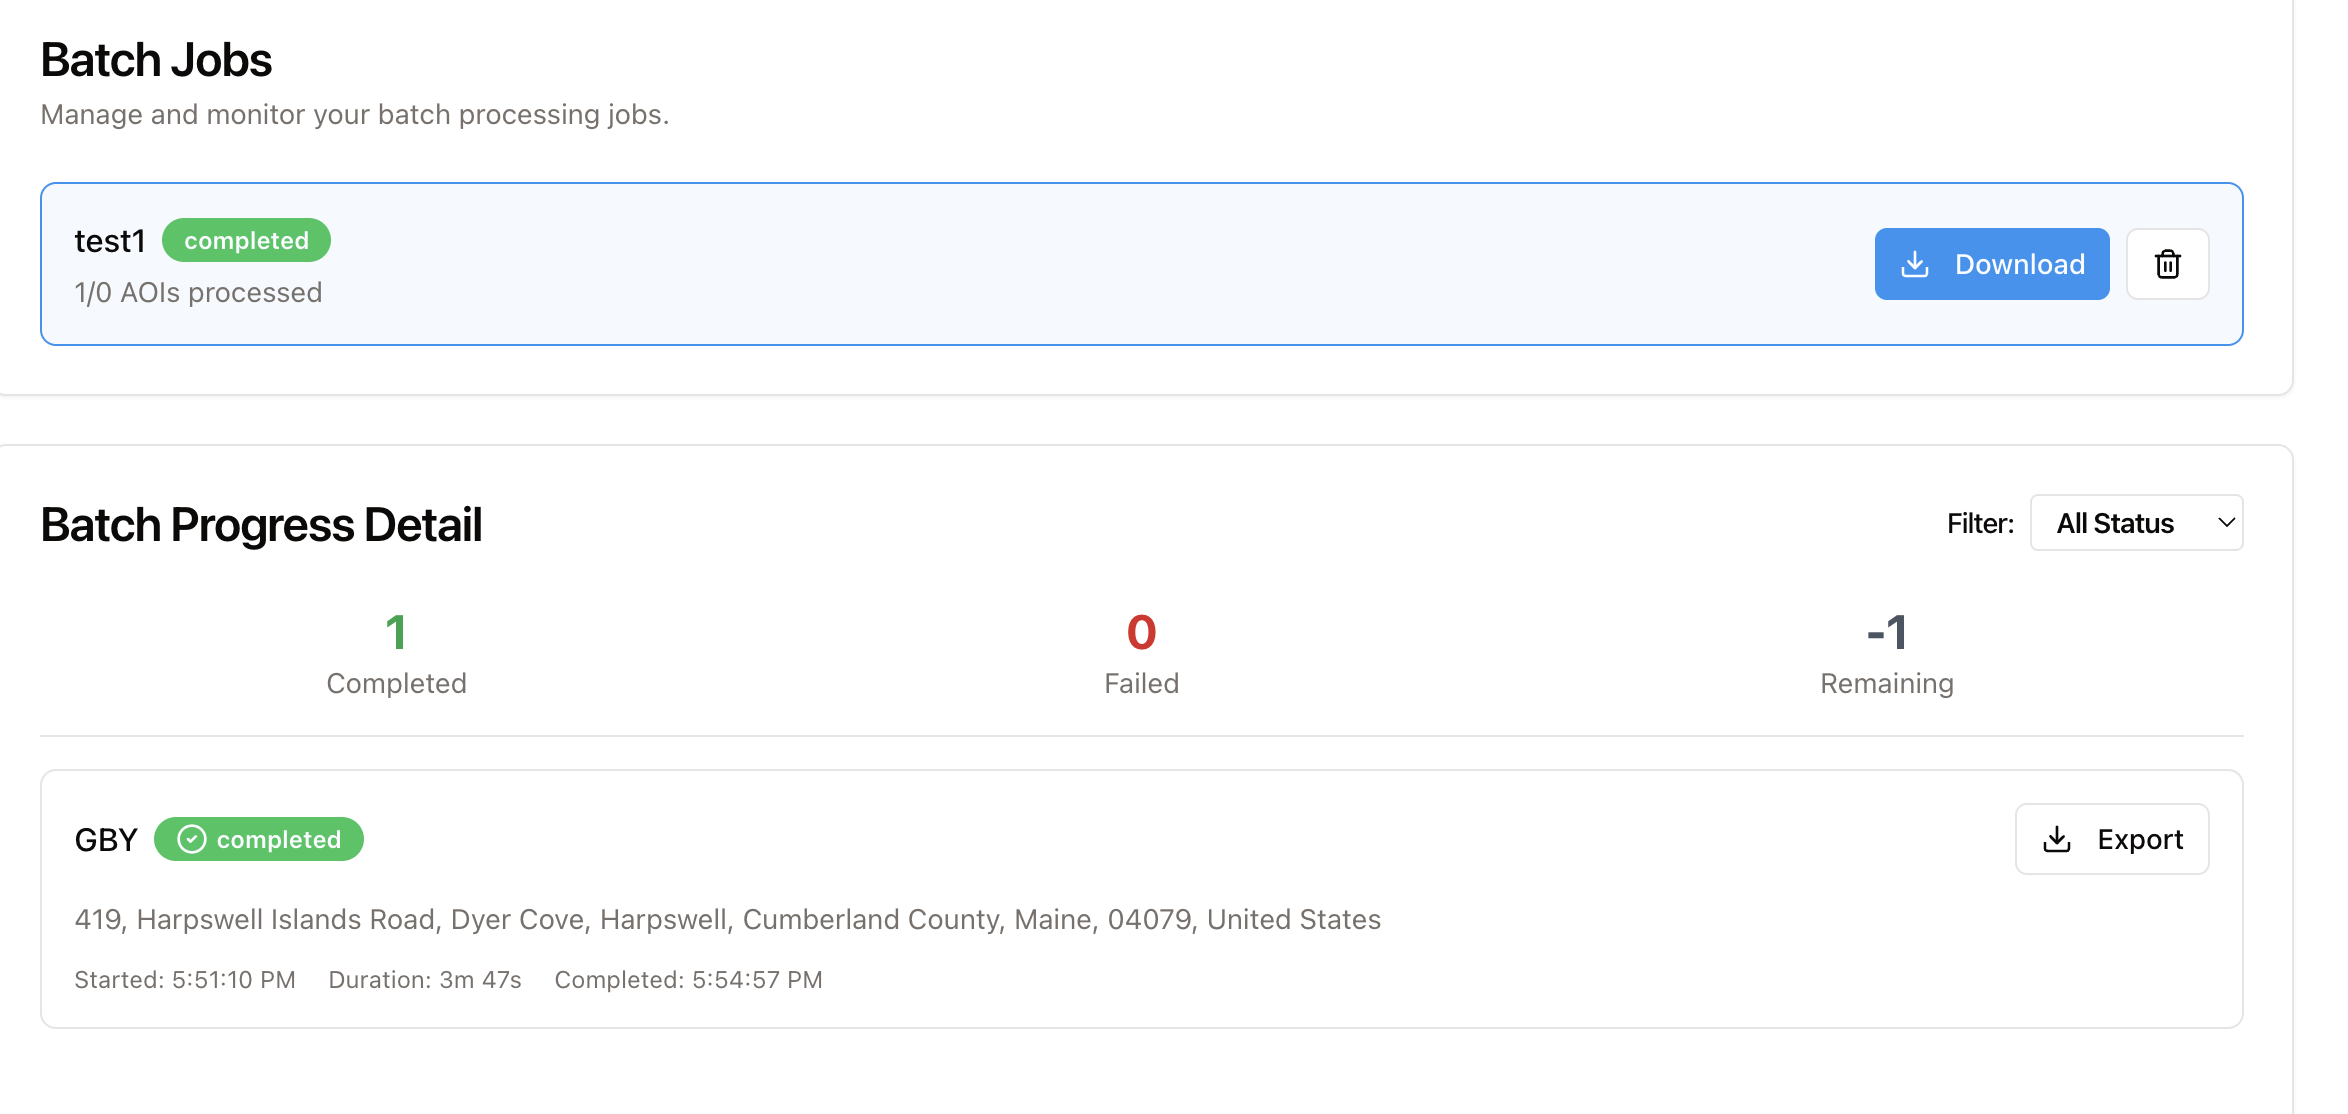 Batch Jobs
Manage and monitor your batch processing jobs.
test1 completed
1/0 AOIs processed
Download
Batch Progress Detail
Filter: All Status
1 0 -1
Completed Failed Remaining
GBY completed
Export
419, Harpswell Islands Road, Dyer Cove, Harpswell, Cumberland County, Maine, 04079, United States
Started: 5:51:10 PM Duration: 3m 47s Completed: 5:54:57 PM